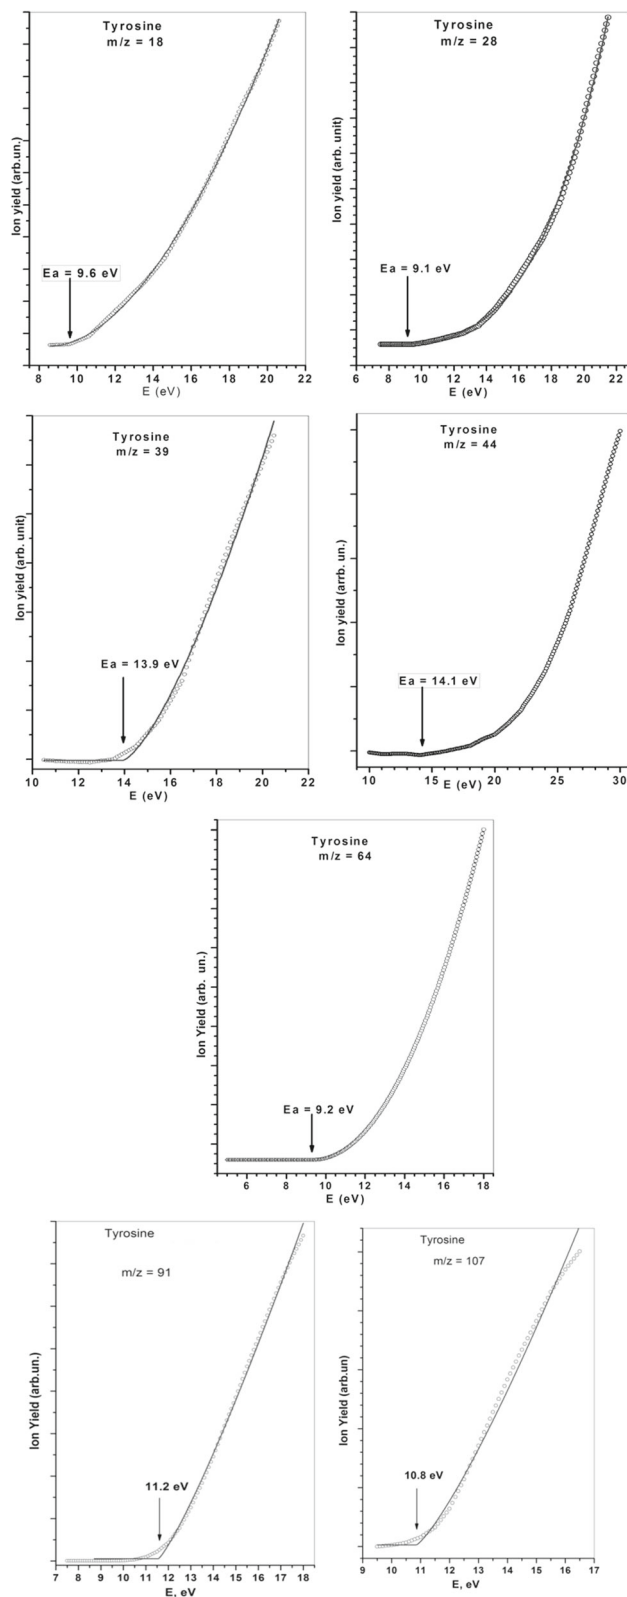 Tyrosine
m/z = 18
Ion yield (arb.un.)
Ea = 9.6 eV
8 10 12 14 16 18 20 22
E (eV)
Tyrosine
m/z = 28
Ion yield (arb. unit)
Ea = 9.1 eV
6 8 10 12 14 16 18 20 22
E (eV)
Tyrosine
m/z = 39
Ion yield (arb. unit)
Ea = 13.9 eV
10 12 14 16 18 20 22
E (eV)
Tyrosine
m/z = 44
Ion yield (arrb. un.)
Ea = 14.1 eV
10 15 20 25 30
E (eV)
Tyrosine
m/z = 64
Ion Yield (arb. un.)
Ea = 9.2 eV
6 8 10 12 14 16 18
E (eV)
Tyrosine
m/z = 91
Ion Yield (arb.un.)
11.2 eV
7 8 9 10 11 12 13 14 15 16 17 18
E, eV
Tyrosine
m/z = 107
Ion Yield (arb.un)
10.8 eV
9 10 11 12 13 14 15 16 17
E, eV